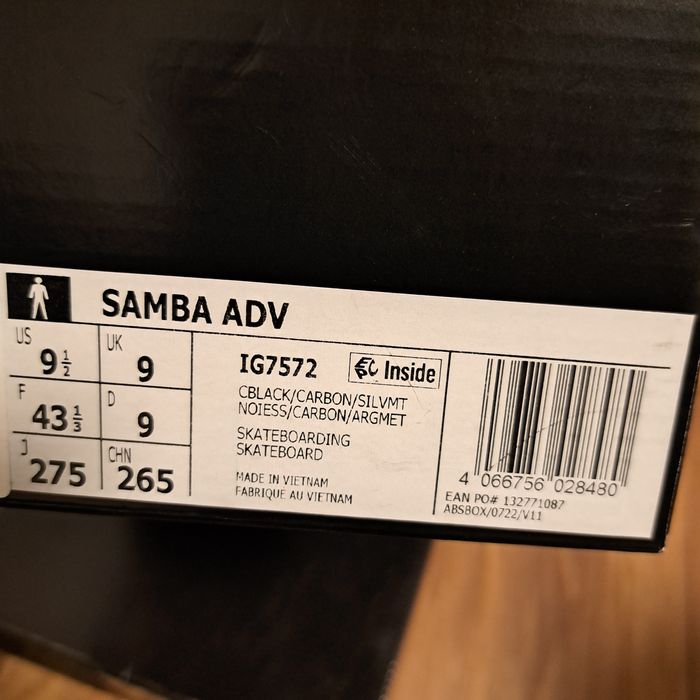 SAMBA ADV
US 9 1/2
UK 9
F 43 1/3
D 9
J 275
CHN 265
IG7572
Inside
CBLACK/CARBON/SILVMT
NOIESS/CARBON/ARGMET
SKATEBOARDING
SKATEBOARD
MADE IN VIETNAM
FABRIQUE AU VIETNAM
4 066756 028480
EAN PO# 132771087
ABSBOX/0722/V11